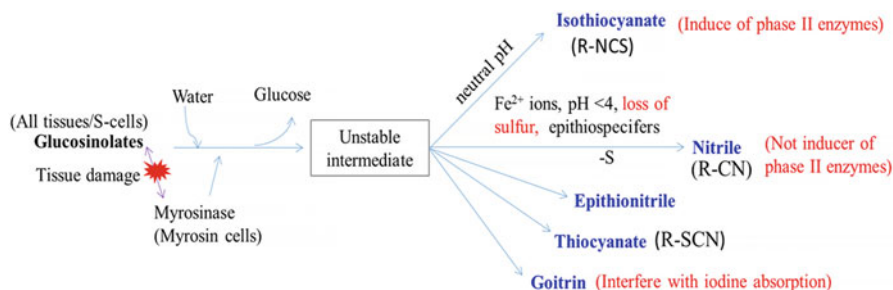 Isothiocyanate (Induce of phase II enzymes)
(R-NCS)
neutral pH
Water
Glucose
Fe²⁺ ions, pH <4, loss of
sulfur, epithiospecifers
(All tissues/S-cells)
Glucosinolates
Unstable
intermediate
-S
Nitrile
(R-CN)
(Not inducer of
phase II enzymes)
Tissue damage
Myrosinase
(Myrosin cells)
Epithionitrile
Thiocyanate (R-SCN)
Goitrin (Interfere with iodine absorption)